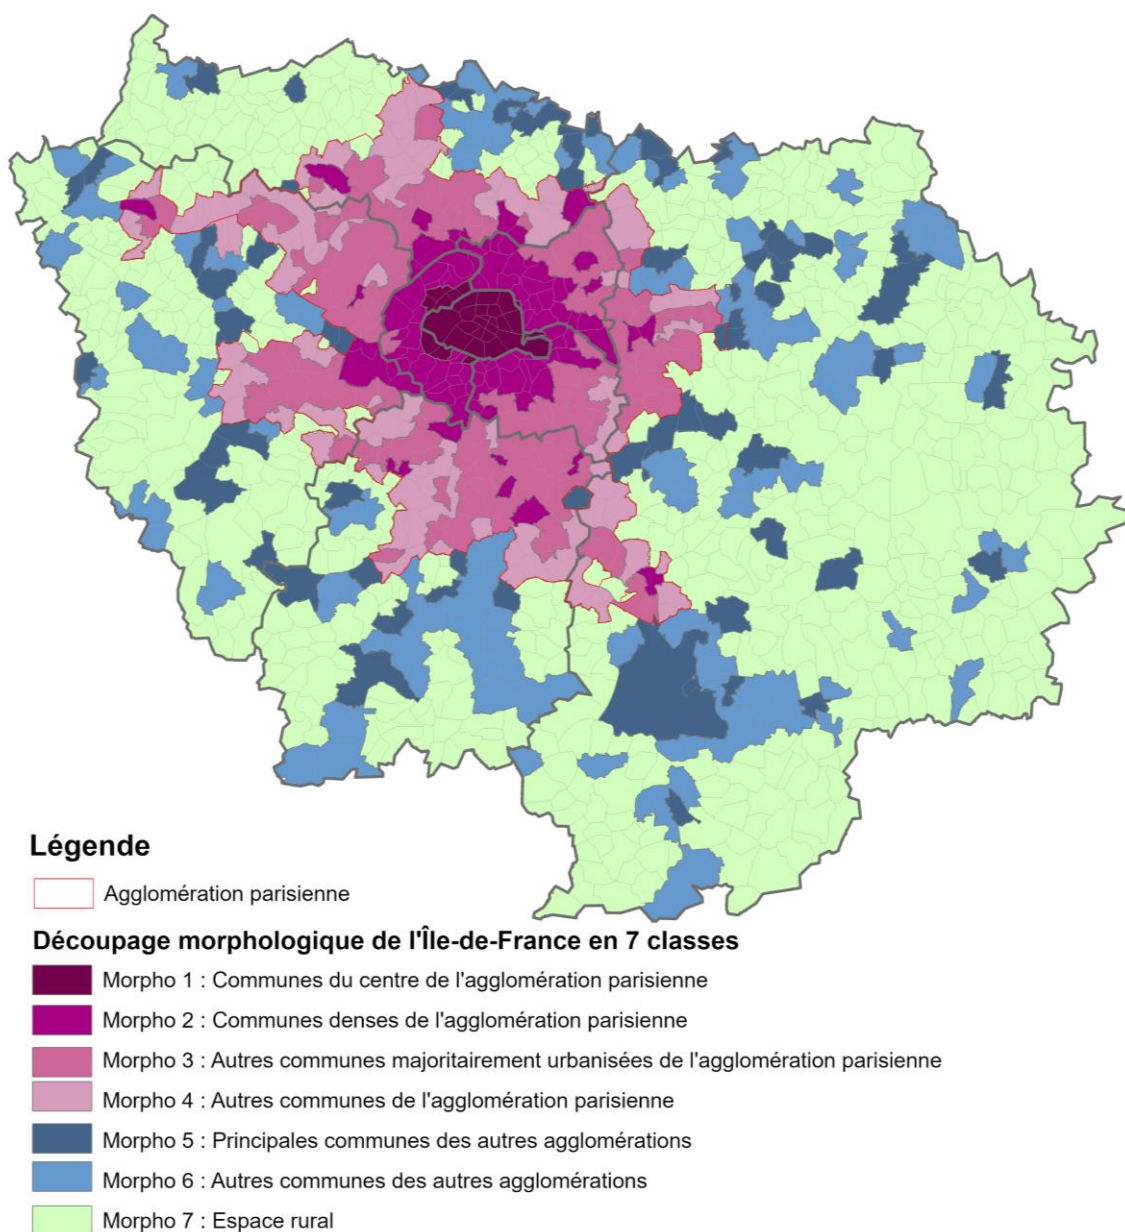 Légende
Agglomération parisienne
Découpage morphologique de l'Île-de-France en 7 classes
Morpho 1 : Communes du centre de l'agglomération parisienne
Morpho 2 : Communes denses de l'agglomération parisienne
Morpho 3 : Autres communes majoritairement urbanisées de l'agglomération parisienne
Morpho 4 : Autres communes de l'agglomération parisienne
Morpho 5 : Principales communes des autres agglomérations
Morpho 6 : Autres communes des autres agglomérations
Morpho 7 : Espace rural